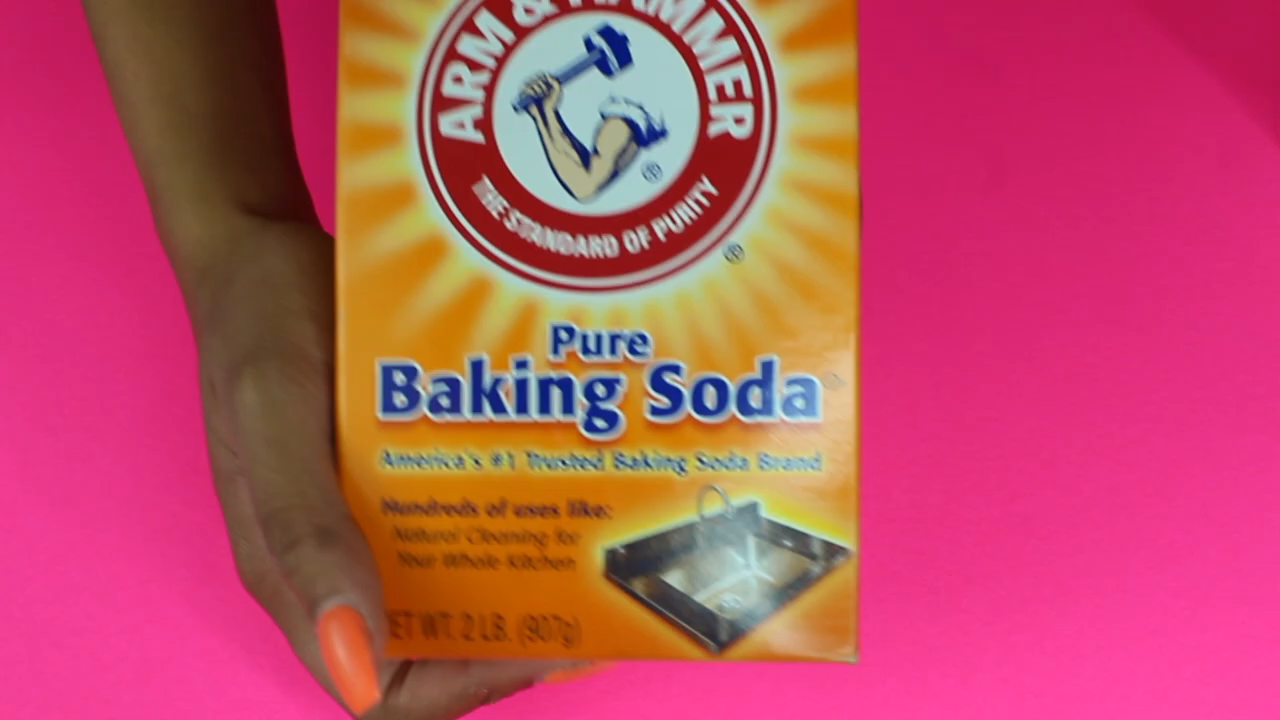 ARM & HAMMER
THE STANDARD OF PURITY
®
®
Pure
Baking Soda
America's #1 Trusted Baking Soda Brand
Hundreds of uses like:
Natural Cleaning for
Your Whole Kitchen
ET WT. 2 LB. (907g)